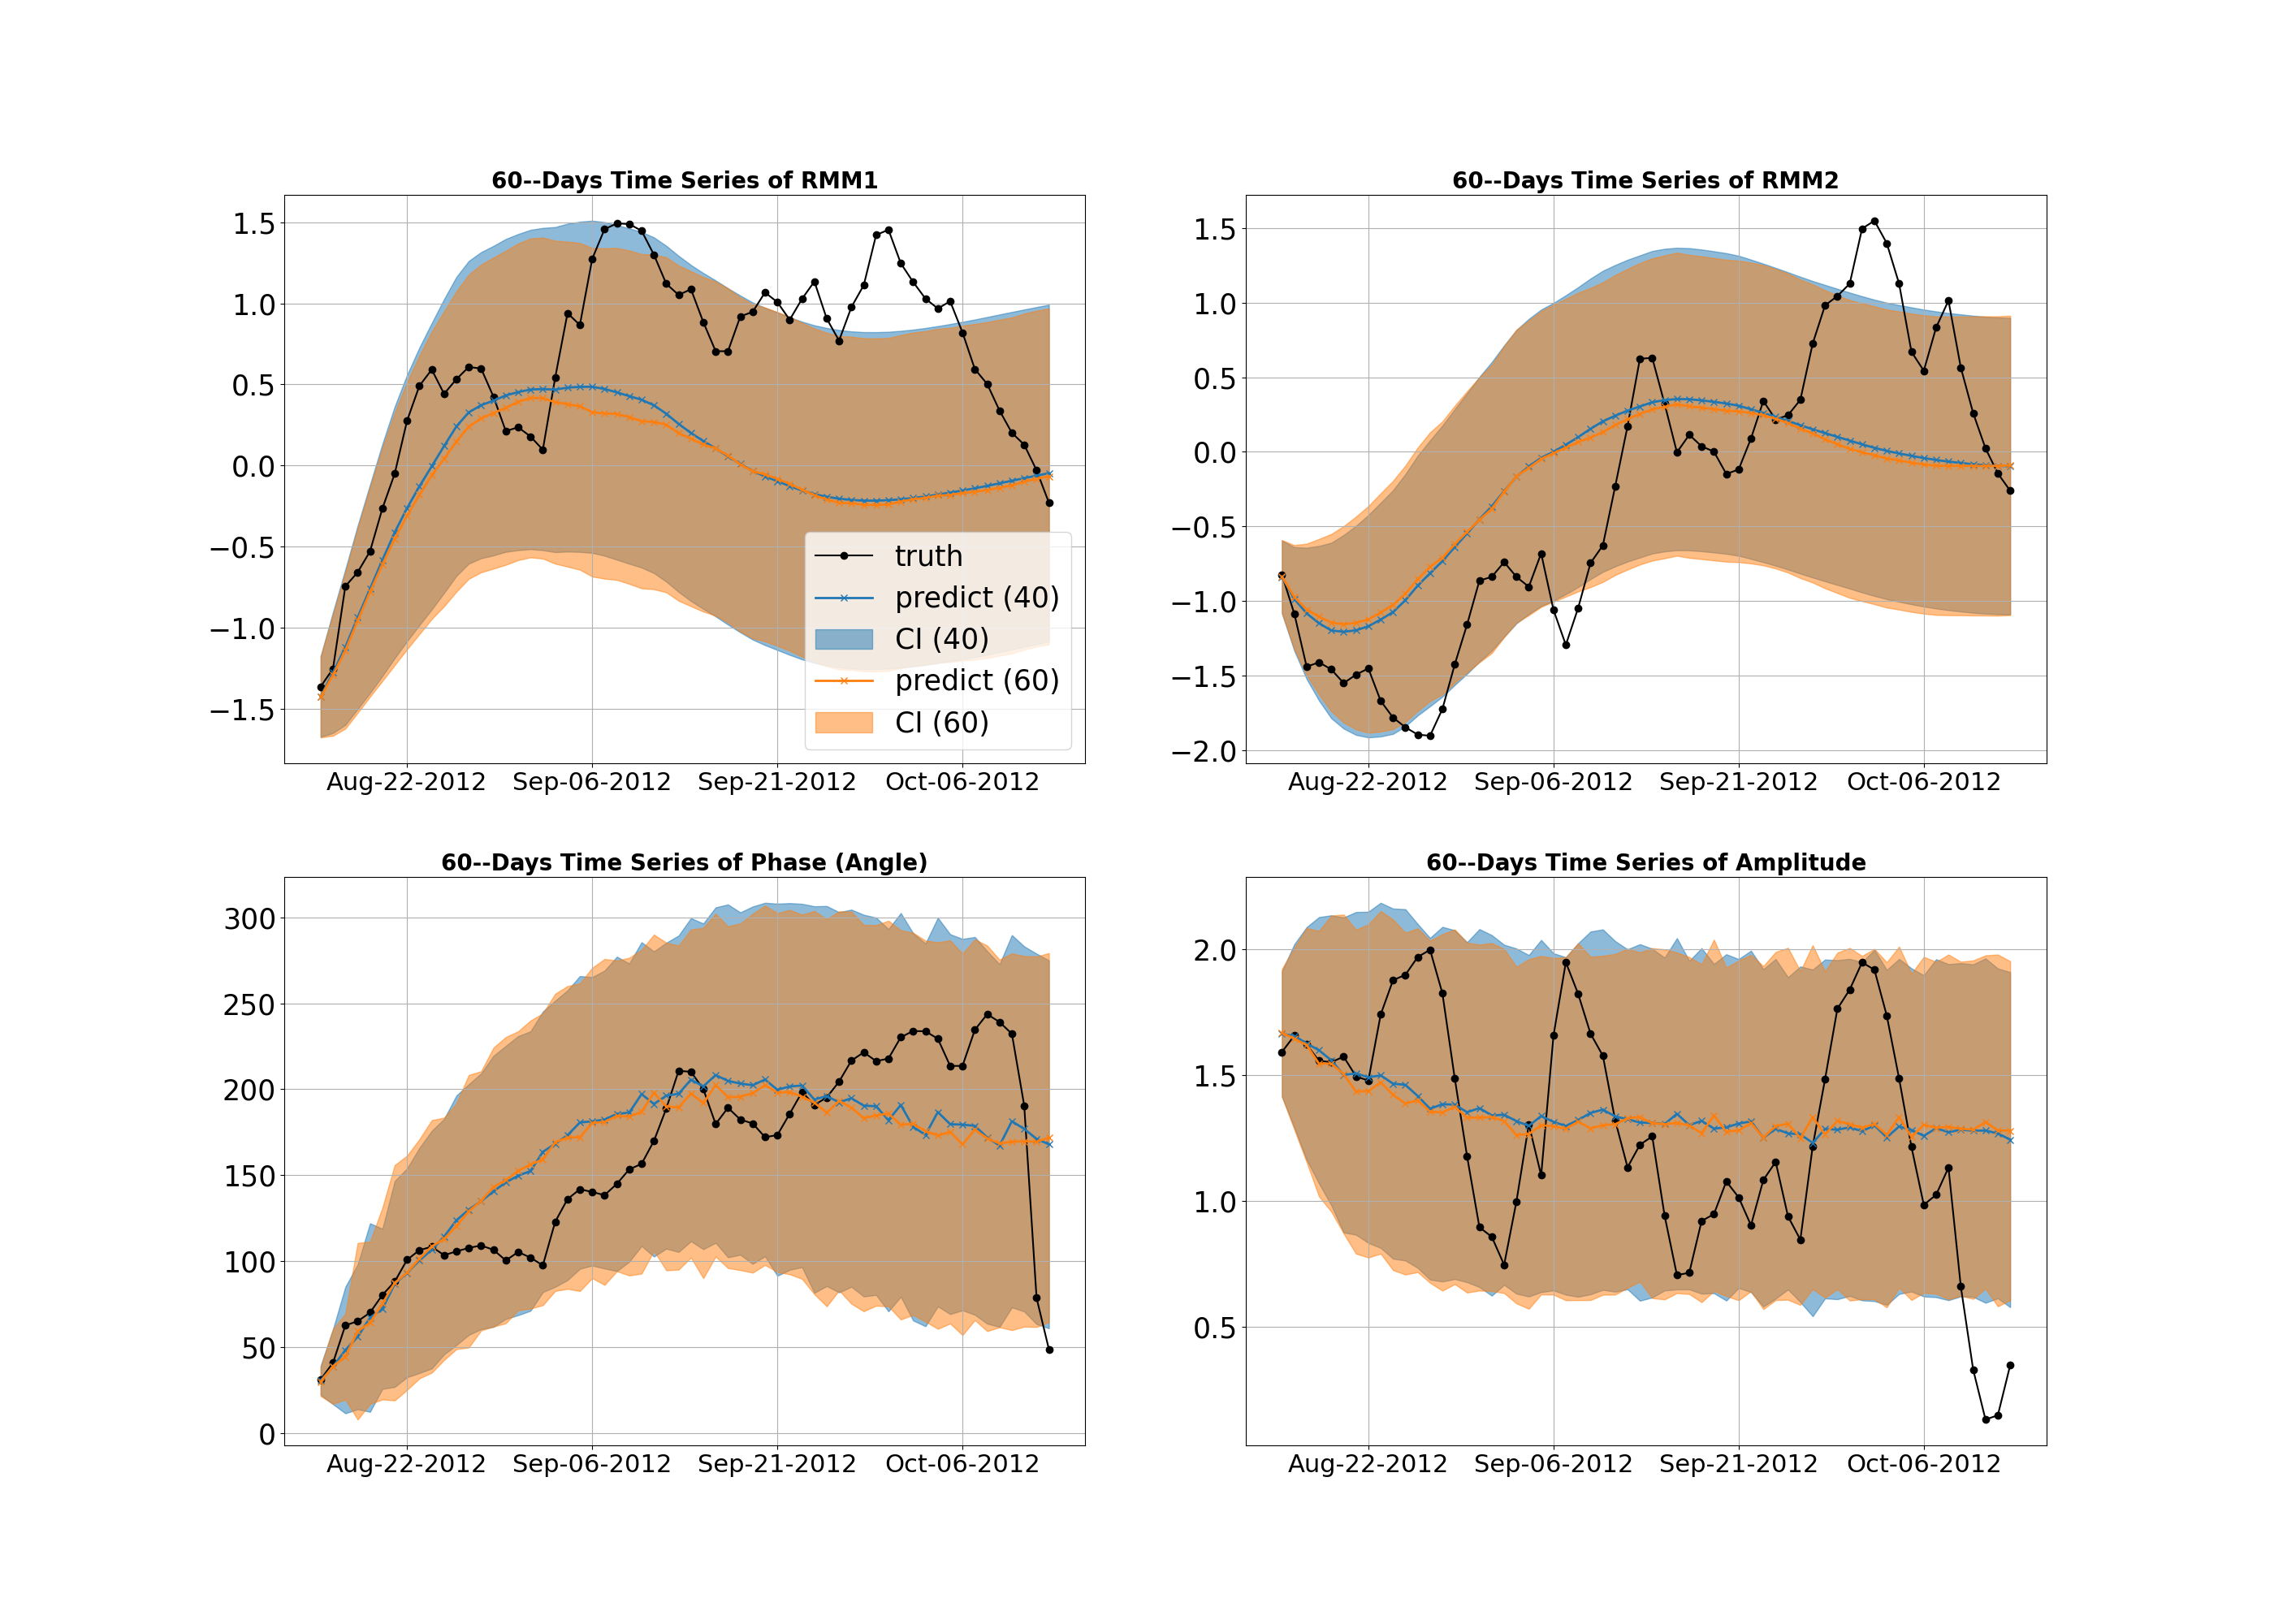 60--Days Time Series of RMM1
1.5
1.0
0.5
0.0
−0.5
−1.0
−1.5
truth
predict (40)
CI (40)
predict (60)
CI (60)
Aug-22-2012 Sep-06-2012 Sep-21-2012 Oct-06-2012
60--Days Time Series of RMM2
1.5
1.0
0.5
0.0
−0.5
−1.0
−1.5
−2.0
Aug-22-2012 Sep-06-2012 Sep-21-2012 Oct-06-2012
60--Days Time Series of Phase (Angle)
300
250
200
150
100
50
0
Aug-22-2012 Sep-06-2012 Sep-21-2012 Oct-06-2012
60--Days Time Series of Amplitude
2.0
1.5
1.0
0.5
Aug-22-2012 Sep-06-2012 Sep-21-2012 Oct-06-2012